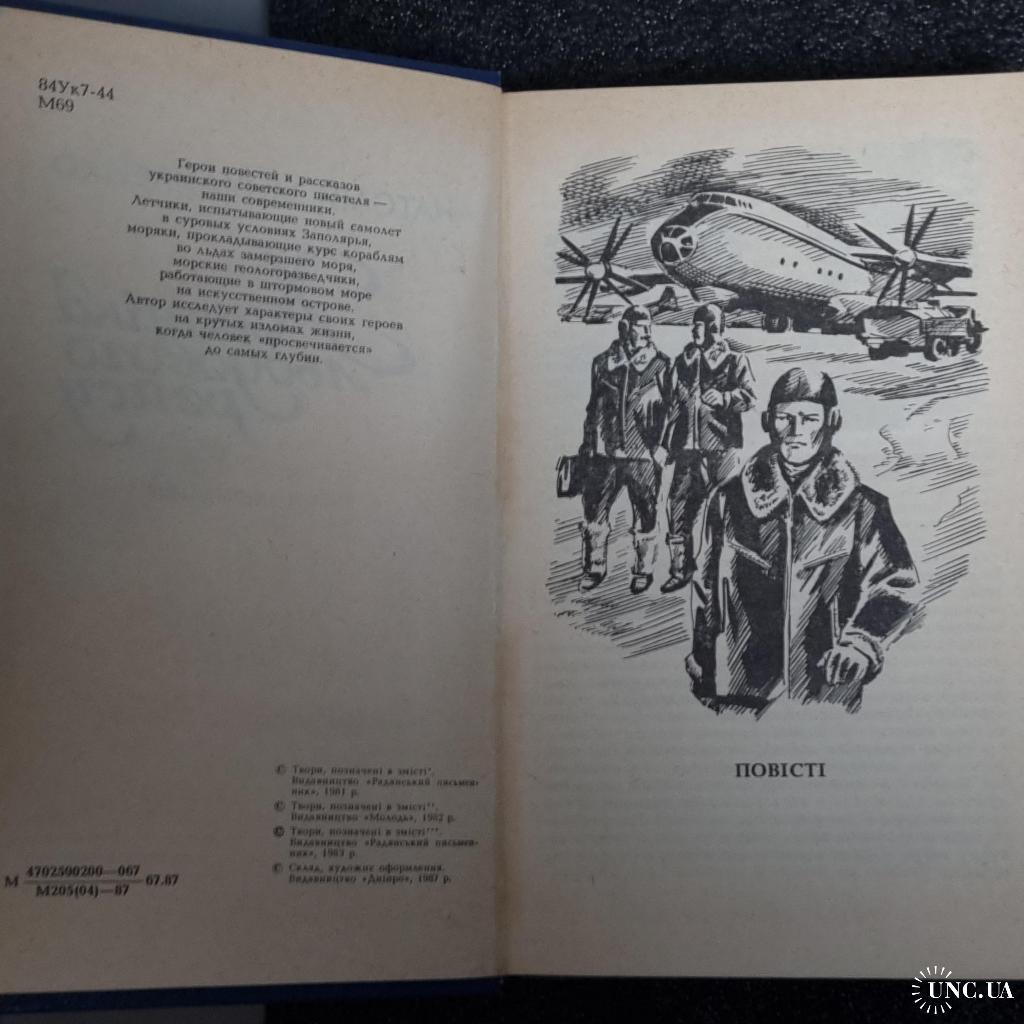 84Ук7-44
М69
Герои повестей и рассказов
украинского советского писателя —
наши современники.
Летчики, испытывающие новый самолет
в суровых условиях Заполярья,
моряки, прокладывающие курс кораблям
во льдах замерзшего моря,
морские геологоразведчики,
работающие в штормовом море
на искусственном острове.
Автор исследует характеры своих героев
на крутых изломах жизни,
когда человек «просвечивается»
до самых глубин.
© Твори, позначені в змісті*.
Видавництво «Радянський письмен-
ник», 1981 р.
© Твори, позначені в змісті**.
Видавництво «Молодь», 1982 р.
© Твори, позначені в змісті***.
Видавництво «Радянський письмен-
ник», 1983 р.
© Склад, художнє оформлення.
Видавництво «Дніпро», 1987 р.
М 4702590200—067 67.87
М205(04)—87
ПОВІСТІ
UNC.UA